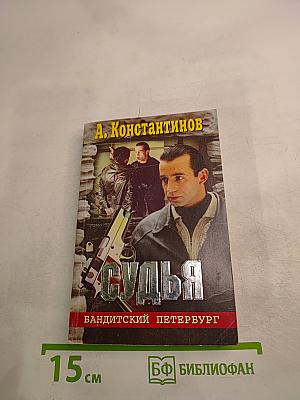 А. Константинов
СУДЬЯ
БАНДИТСКИЙ ПЕТЕРБУРГ
15 см
БФ БИБЛИОФАН